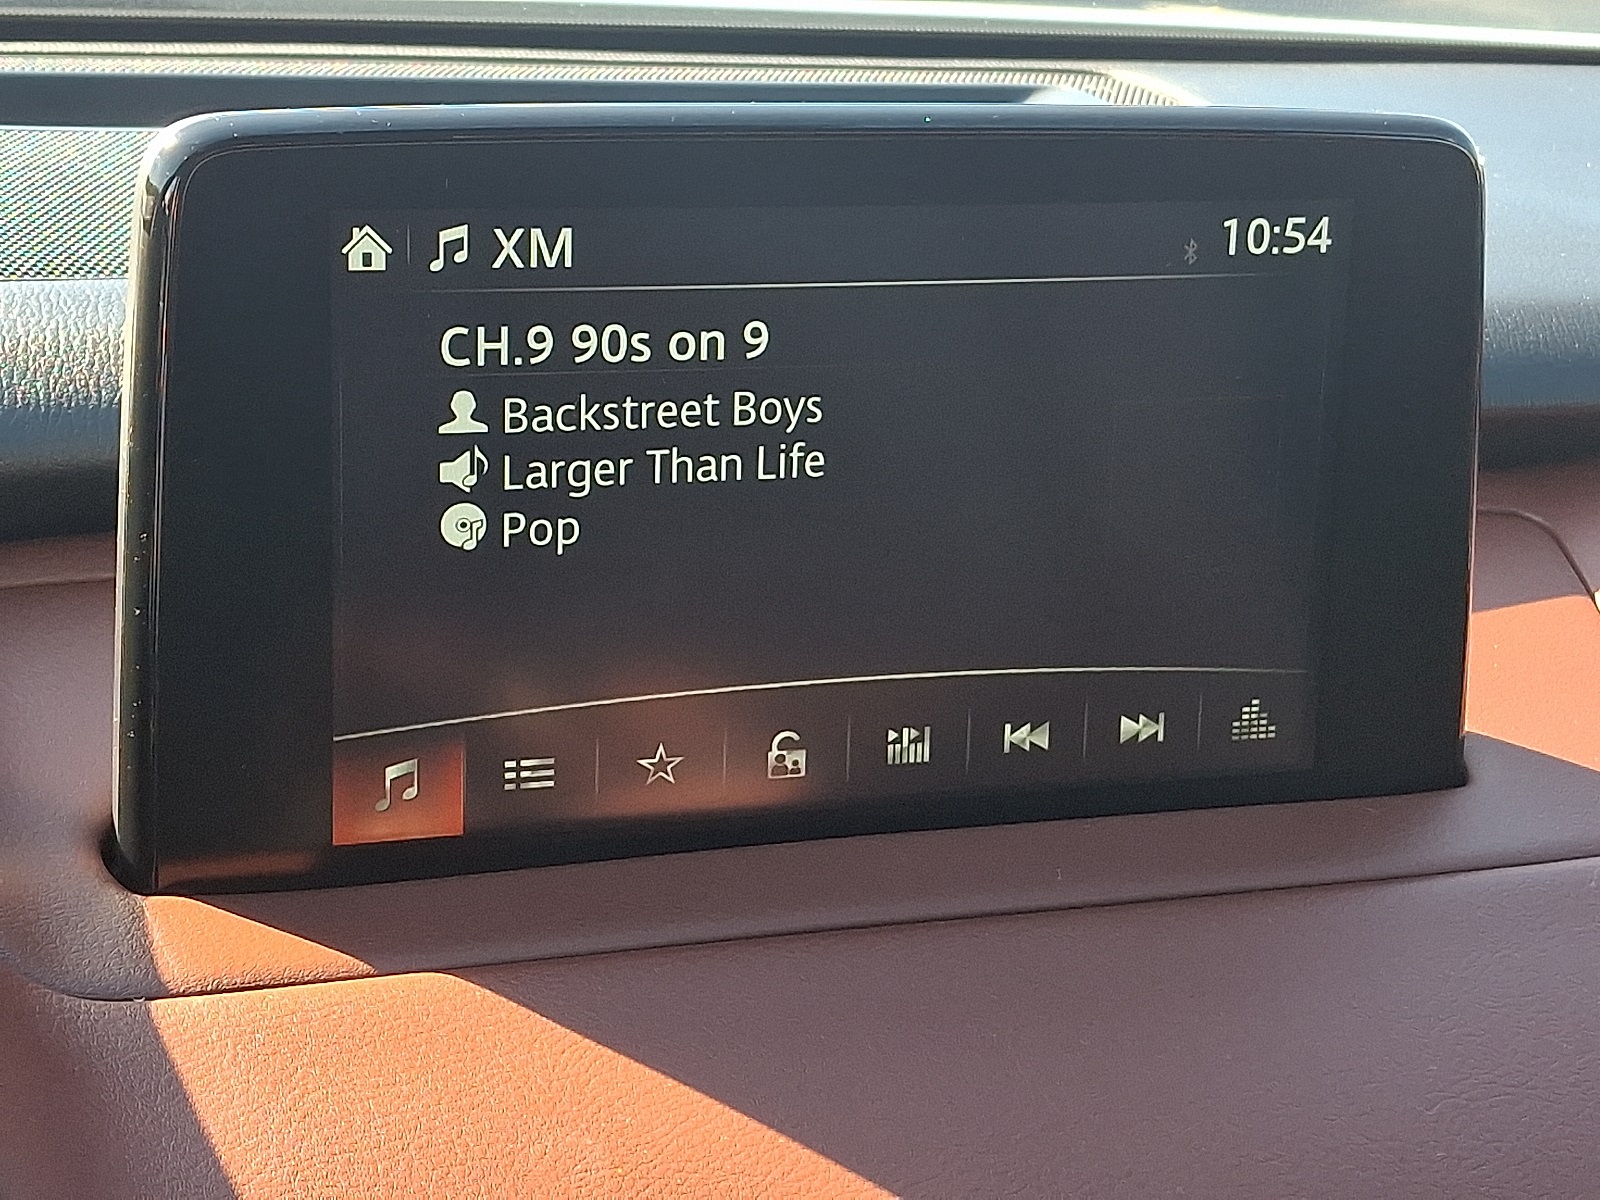 XM
10:54
CH.9 90s on 9
Backstreet Boys
Larger Than Life
Pop